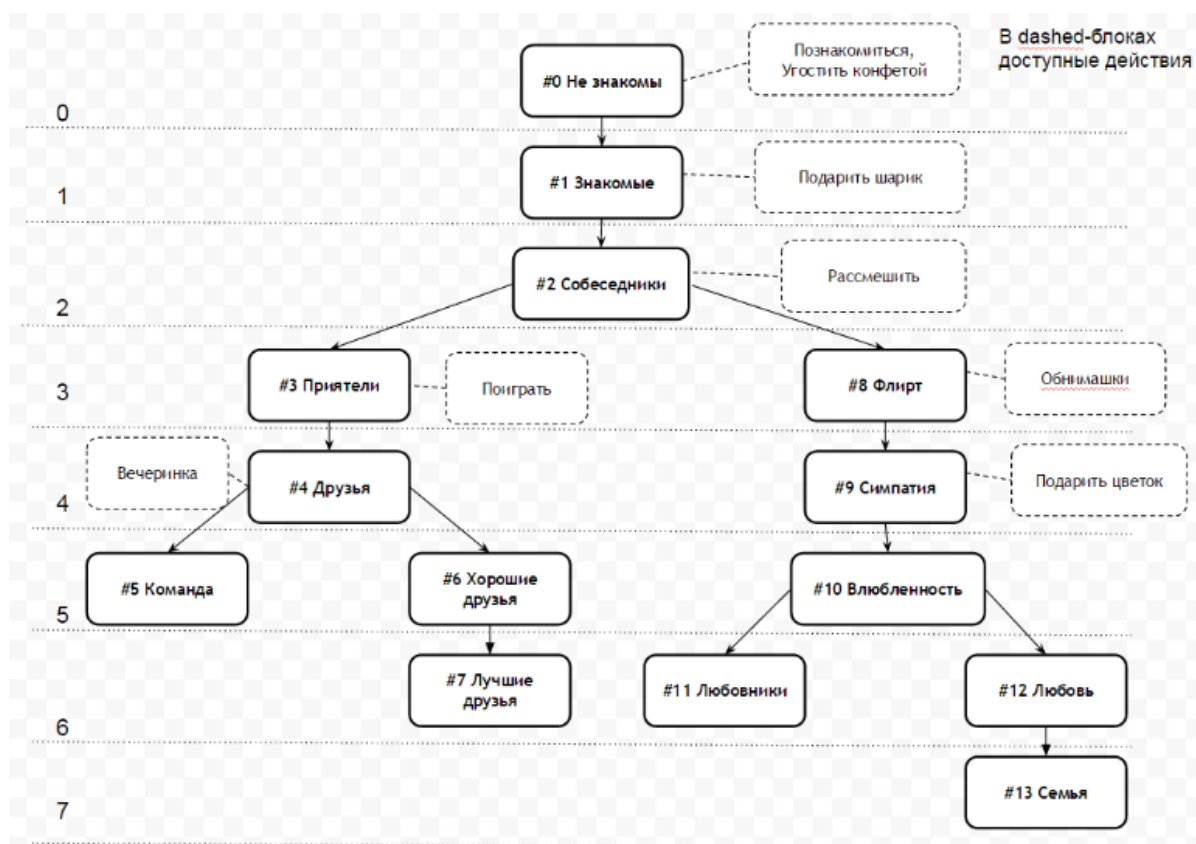 В dashed-блоках
доступные действия
Познакомиться,
Угостить конфетой
#0 Не знакомы
0
#1 Знакомые
Подарить шарик
1
#2 Собеседники
Рассмешить
2
#3 Приятели
Поиграть
#8 Флирт
Обнимашки
3
Вечеринка
#4 Друзья
#9 Симпатия
Подарить цветок
4
#5 Команда
#6 Хорошие
друзья
#10 Влюбленность
5
#7 Лучшие
друзья
#11 Любовники
#12 Любовь
6
#13 Семья
7